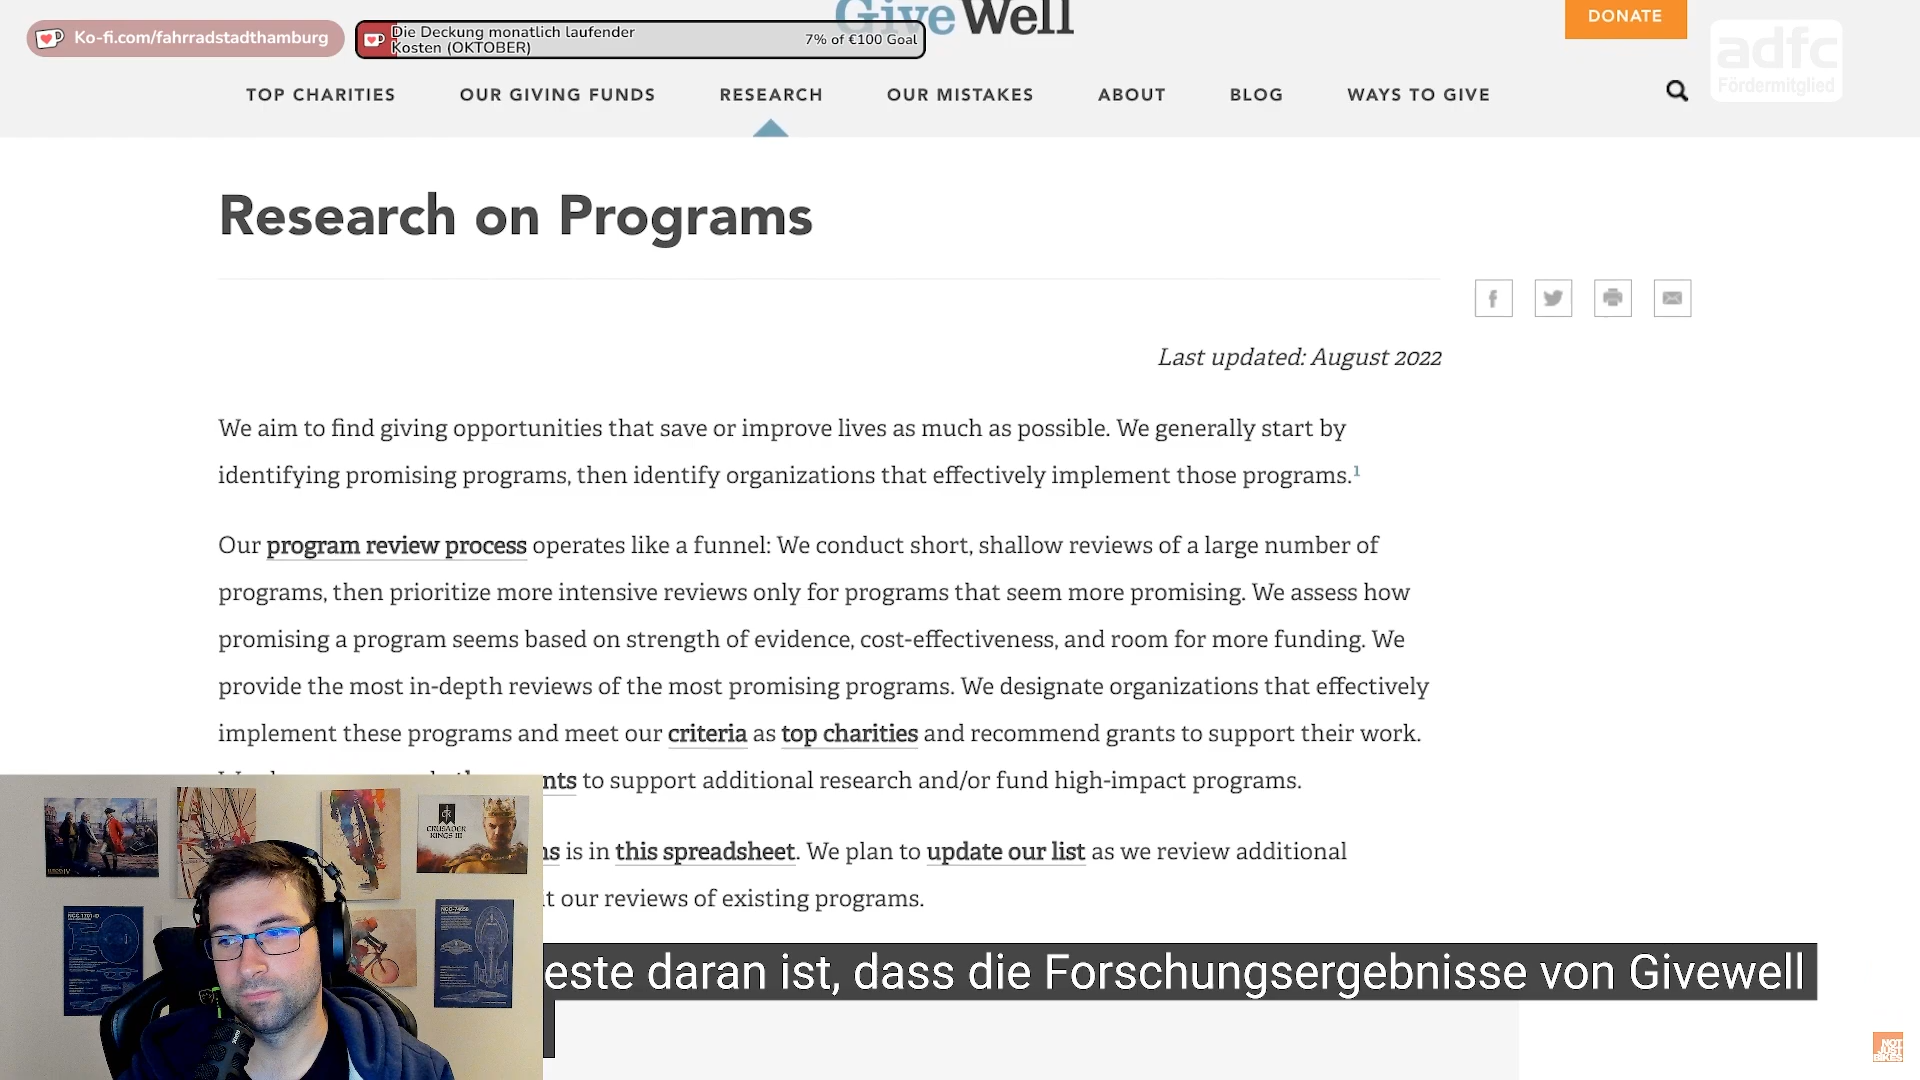 GiveWell
DONATE
Ko-fi.com/fahrradstadthamburg
Die Deckung monatlich laufender
Kosten (OKTOBER)
7% of €100 Goal
adfc
Fördermitglied
TOP CHARITIES
OUR GIVING FUNDS
RESEARCH
OUR MISTAKES
ABOUT
BLOG
WAYS TO GIVE
Research on Programs
Last updated: August 2022
We aim to find giving opportunities that save or improve lives as much as possible. We generally start by
identifying promising programs, then identify organizations that effectively implement those programs.1
Our program review process operates like a funnel: We conduct short, shallow reviews of a large number of
programs, then prioritize more intensive reviews only for programs that seem more promising. We assess how
promising a program seems based on strength of evidence, cost-effectiveness, and room for more funding. We
provide the most in-depth reviews of the most promising programs. We designate organizations that effectively
implement these programs and meet our criteria as top charities and recommend grants to support their work.
to support additional research and/or fund high-impact programs.
is in this spreadsheet. We plan to update our list as we review additional
our reviews of existing programs.
CRUSADER
KINGS III
este daran ist, dass die Forschungsergebnisse von Givewell
NOT
JUST
BIKES